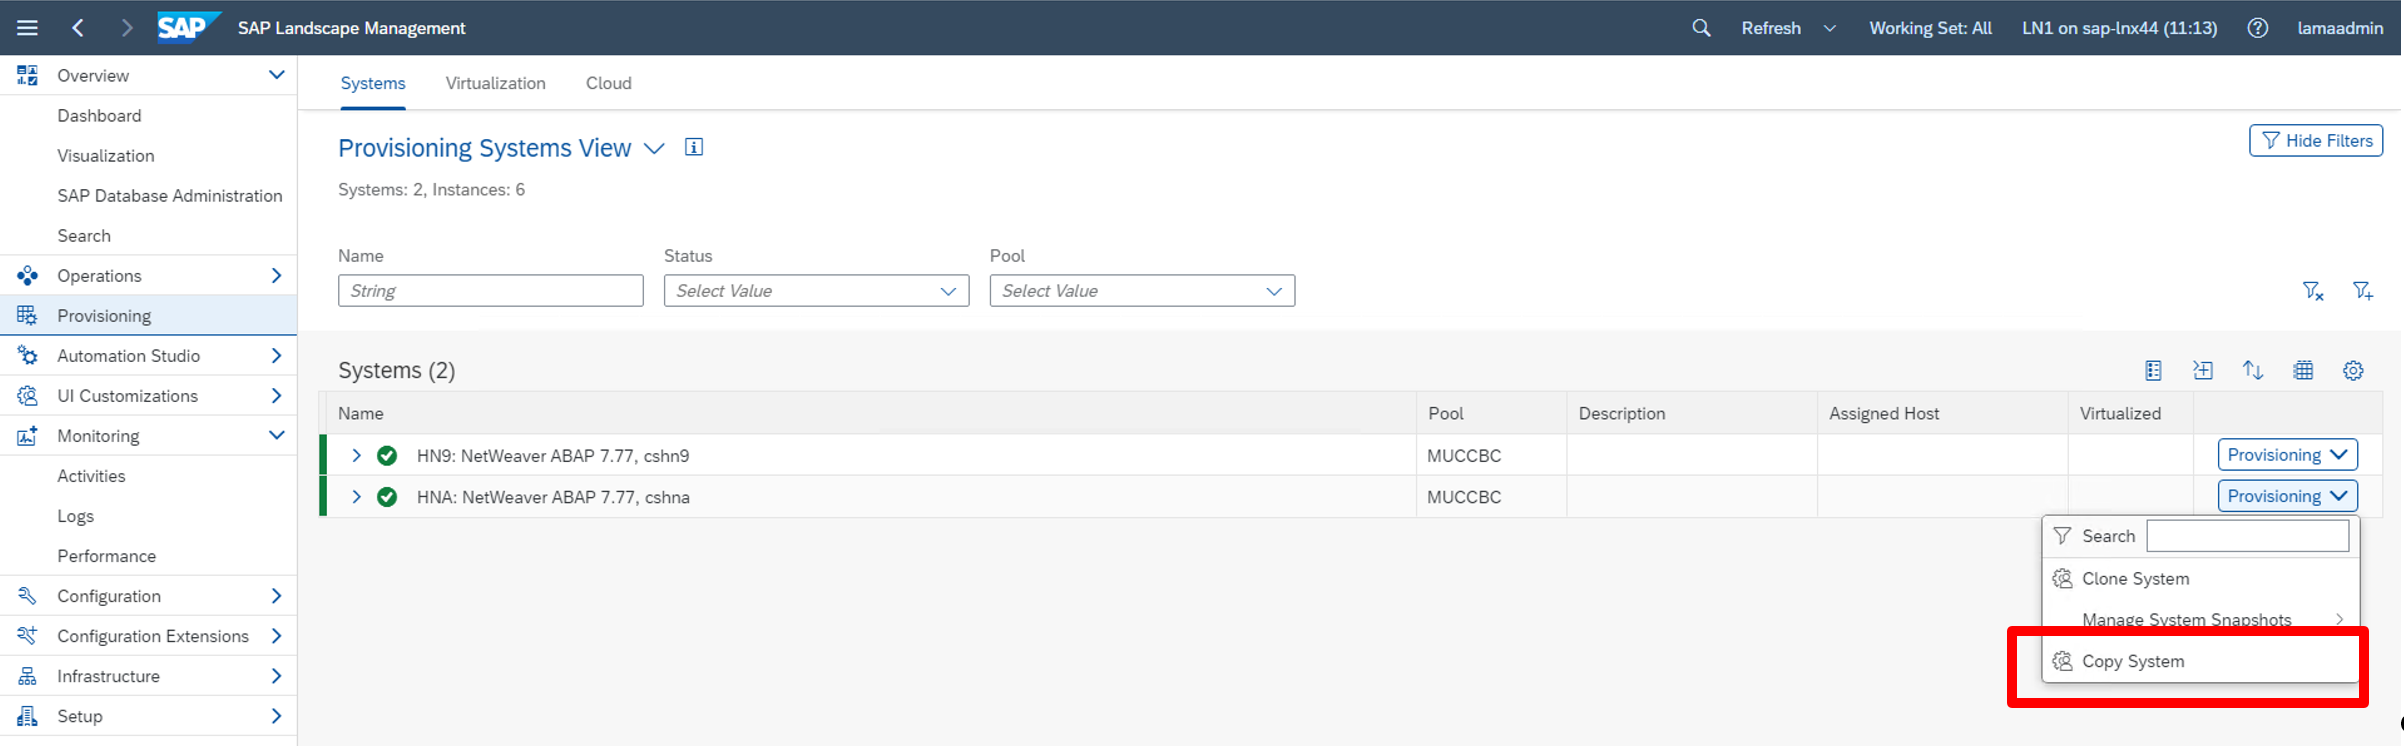 SAP SAP Landscape Management Refresh Working Set: All LN1 on sap-lnx44 (11:13) lamaadmin
Overview
Dashboard
Visualization
SAP Database Administration
Search
Operations
Provisioning
Automation Studio
UI Customizations
Monitoring
Activities
Logs
Performance
Configuration
Configuration Extensions
Infrastructure
Setup
Systems Virtualization Cloud
Provisioning Systems View
Hide Filters
Systems: 2, Instances: 6
Name Status Pool
String Select Value Select Value
Systems (2)
Name Pool Description Assigned Host Virtualized
HN9: NetWeaver ABAP 7.77, cshn9 MUCCBC Provisioning
HNA: NetWeaver ABAP 7.77, cshna MUCCBC Provisioning
Search
Clone System
Manage System Snapshots
Copy System